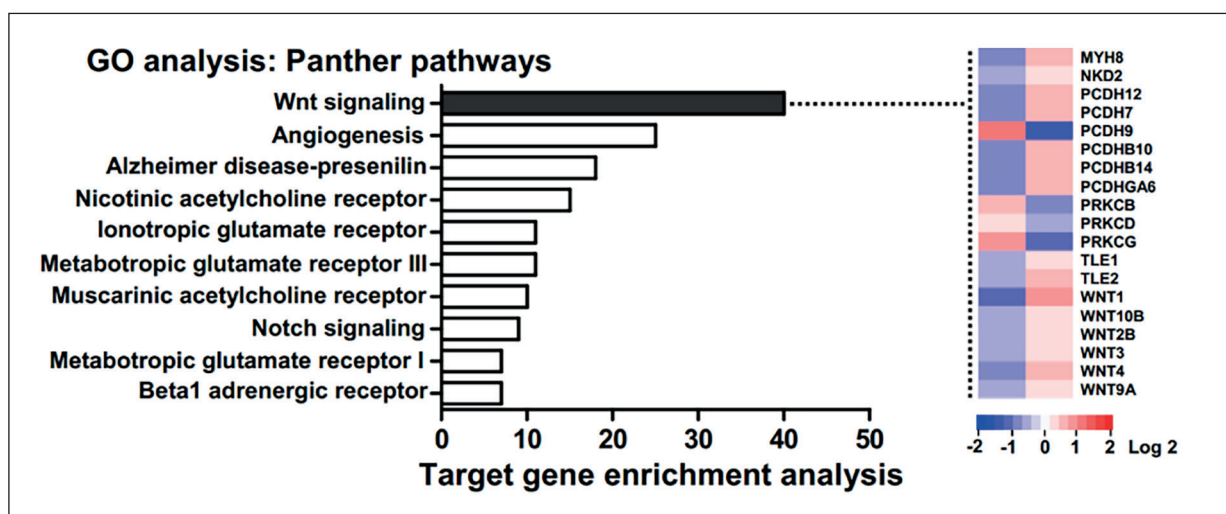 GO analysis: Panther pathways
Wnt signaling
Angiogenesis
Alzheimer disease-presenilin
Nicotinic acetylcholine receptor
Ionotropic glutamate receptor
Metabotropic glutamate receptor III
Muscarinic acetylcholine receptor
Notch signaling
Metabotropic glutamate receptor I
Beta1 adrenergic receptor
0 10 20 30 40 50
Target gene enrichment analysis
MYH8
NKD2
PCDH12
PCDH7
PCDH9
PCDHB10
PCDHB14
PCDHGA6
PRKCB
PRKCD
PRKCG
TLE1
TLE2
WNT1
WNT10B
WNT2B
WNT3
WNT4
WNT9A
-2 -1 0 1 2 Log 2